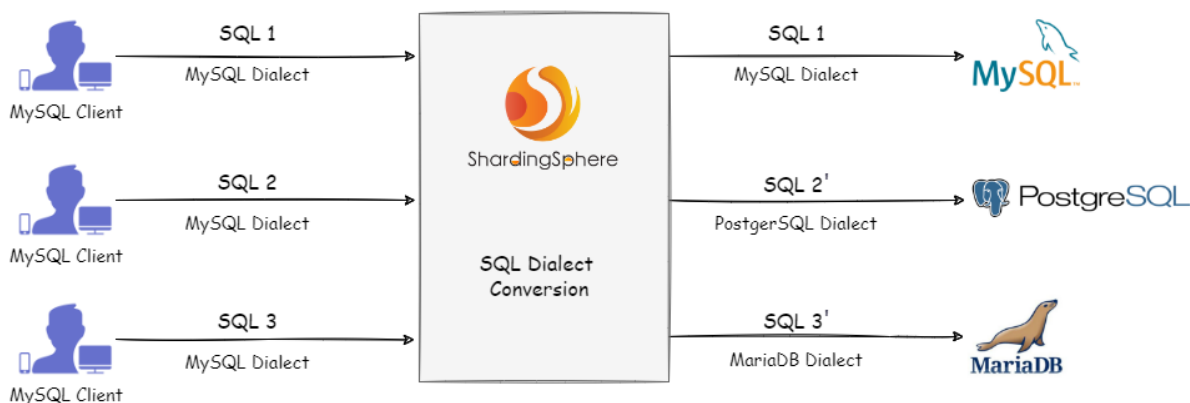 SQL 1
MySQL Dialect
MySQL Client
SQL 2
MySQL Dialect
MySQL Client
SQL 3
MySQL Dialect
MySQL Client
ShardingSphere
SQL Dialect
Conversion
SQL 1
MySQL Dialect
MySQL
SQL 2'
PostgerSQL Dialect
PostgreSQL
SQL 3'
MariaDB Dialect
MariaDB